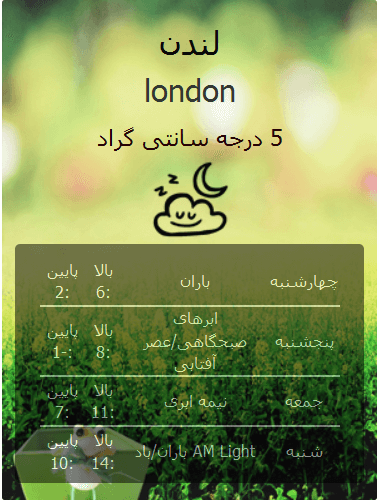 لندن
london
5 درجه سانتی گراد
چهارشنبه باران بالا پایین
6: 2:
پنجشنبه ابرهای صبحگاهی/عصر آفتابی بالا پایین
8: -1:
جمعه نیمه ابری بالا پایین
11: 7:
شنبه AM Light باران/باد بالا پایین
14: 10: